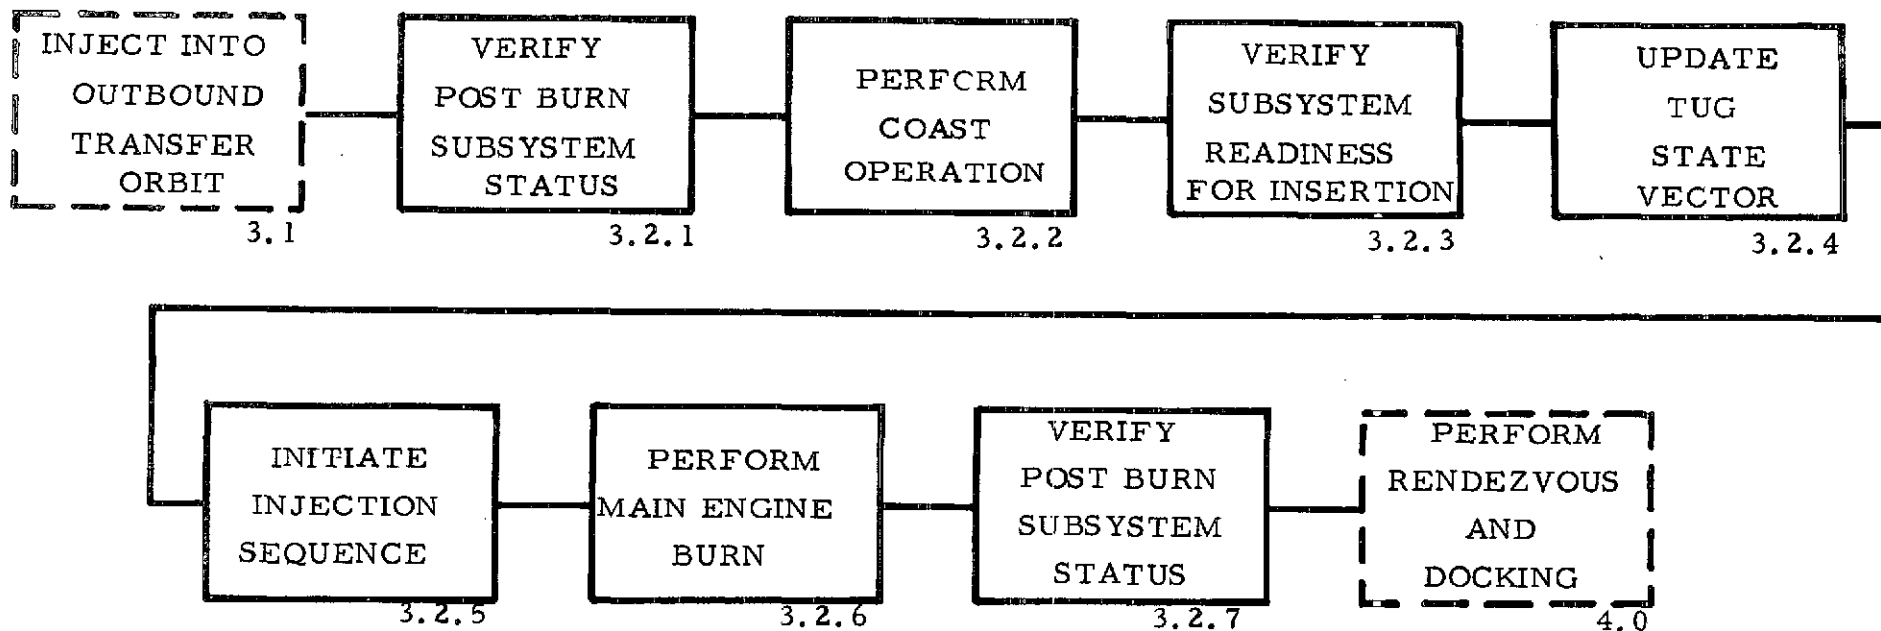 INJECT INTO
OUTBOUND
TRANSFER
ORBIT
3.1
VERIFY
POST BURN
SUBSYSTEM
STATUS
3.2.1
PERFCRM
COAST
OPERATION
3.2.2
VERIFY
SUBSYSTEM
READINESS
FOR INSERTION
3.2.3
UPDATE
TUG
STATE
VECTOR
3.2.4
INITIATE
INJECTION
SEQUENCE
3.2.5
PERFORM
MAIN ENGINE
BURN
3.2.6
VERIFY
POST BURN
SUBSYSTEM
STATUS
3.2.7
PERFORM
RENDEZVOUS
AND
DOCKING
4.0